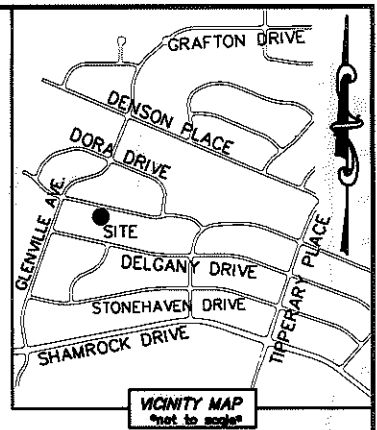 GRAFTON DRIVE
DENSON PLACE
DORA DRIVE
GLENVILLE AVE.
SITE
DELGANY DRIVE
TIPPERARY PLACE
STONEHAVEN DRIVE
SHAMROCK DRIVE
VICINITY MAP
*not to scale*